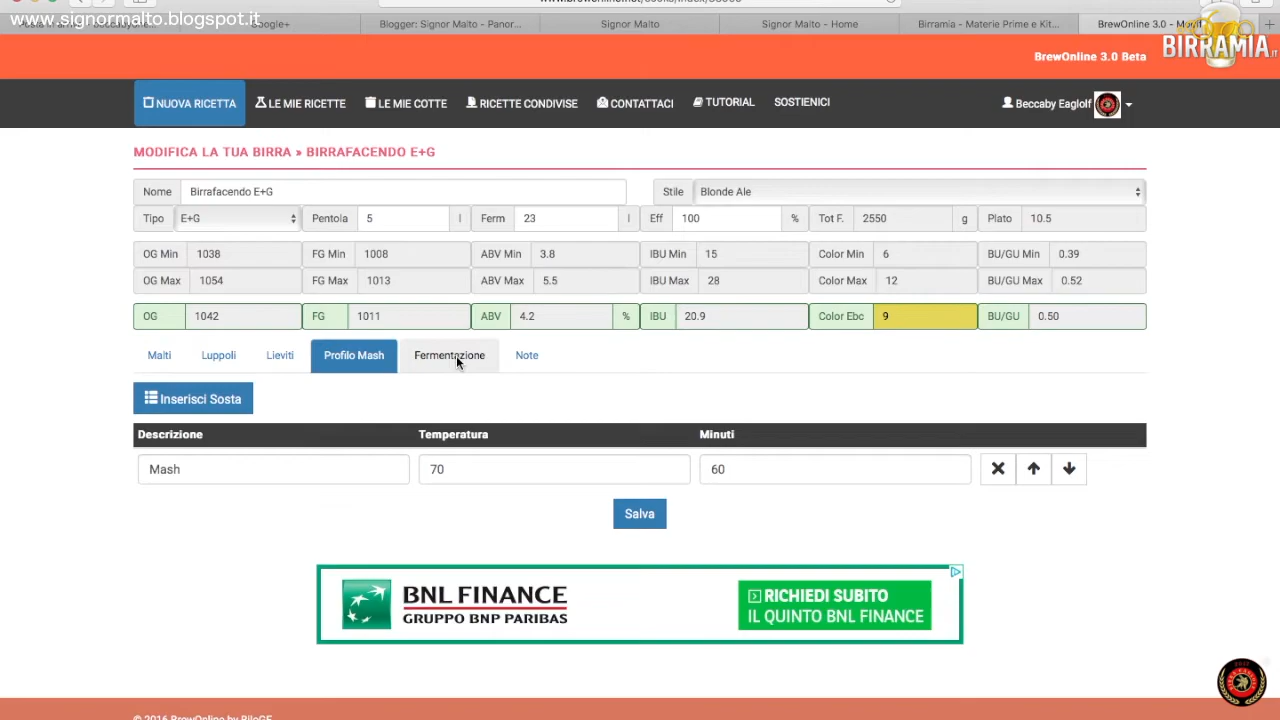 www.signormalto.blogspot.it
Blogger: Signor Malto - Panor...
Signor Malto
Signor Malto - Home
Birramia - Materie Prime e Kit...
BrewOnline 3.0 - Modif
BIRRAMIA.IT
BrewOnline 3.0 Beta
NUOVA RICETTA
LE MIE RICETTE
LE MIE COTTE
RICETTE CONDIVISE
CONTATTACI
TUTORIAL
SOSTIENICI
Beccaby Eaglolf
MODIFICA LA TUA BIRRA » BIRRAFACENDO E+G
Nome Birrafacendo E+G Stile Blonde Ale
Tipo E+G Pentola 5 l Ferm 23 l Eff 100 % Tot F. 2550 g Plato 10.5
OG Min 1038 FG Min 1008 ABV Min 3.8 IBU Min 15 Color Min 6 BU/GU Min 0.39
OG Max 1054 FG Max 1013 ABV Max 5.5 IBU Max 28 Color Max 12 BU/GU Max 0.52
OG 1042 FG 1011 ABV 4.2 % IBU 20.9 Color Ebc 9 BU/GU 0.50
Malti Luppoli Lieviti Profilo Mash Fermentazione Note
Inserisci Sosta
Descrizione Temperatura Minuti
Mash 70 60
Salva
BNL FINANCE
GRUPPO BNP PARIBAS
RICHIEDI SUBITO
IL QUINTO BNL FINANCE
© 2016 BrewOnline by BiloGE